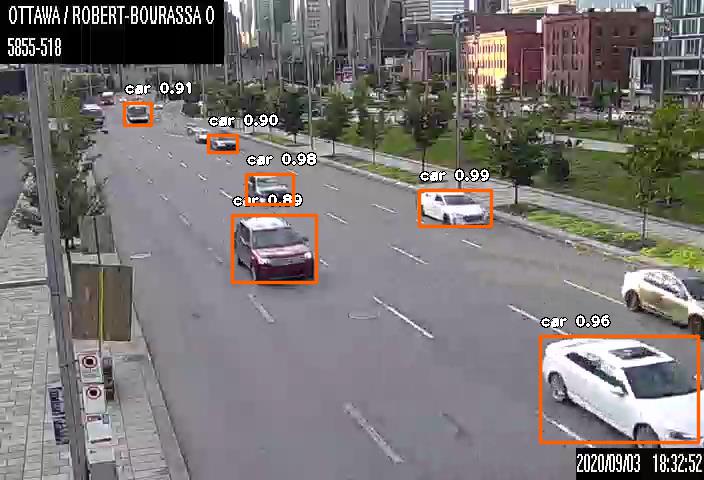 OTTAWA / ROBERT-BOURASSA O
5855-518
car 0.91
car 0.90
car 0.98
car 0.99
car 0.89
car 0.96
2020/09/03 18:32:52